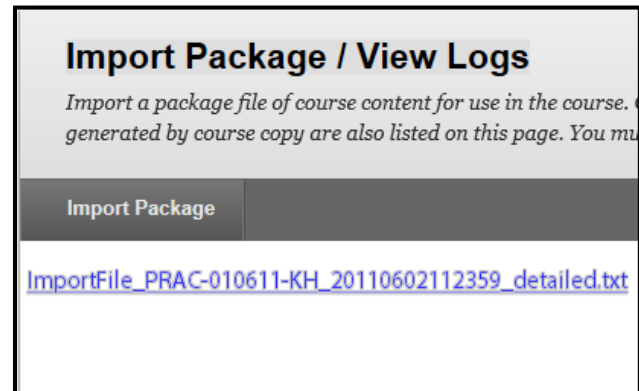 Import Package / View Logs
Import a package file of course content for use in the course.
generated by course copy are also listed on this page. You mu
Import Package
ImportFile_PRAC-010611-KH_20110602112359_detailed.txt